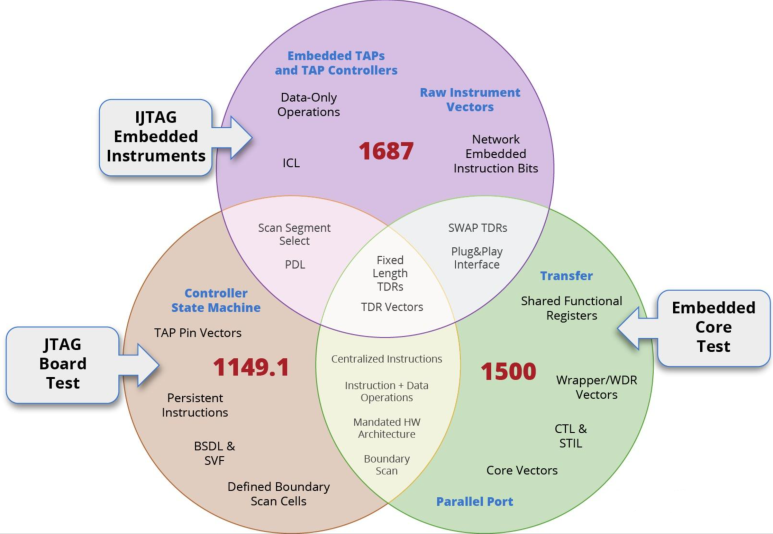 Embedded TAPs
and TAP Controllers
Data-Only
Operations
Raw Instrument
Vectors
IJTAG
Embedded
Instruments
1687
Network
Embedded
Instruction Bits
ICL
Scan Segment
Select
PDL
SWAP TDRs
Plug&Play
Interface
Fixed
Length
TDRs
TDR Vectors
Controller
State Machine
TAP Pin Vectors
JTAG
Board
Test
1149.1
Persistent
Instructions
BSDL &
SVF
Defined Boundary
Scan Cells
Centralized Instructions
Instruction + Data
Operations
Mandated HW
Architecture
Boundary
Scan
Transfer
Shared Functional
Registers
Embedded
Core
Test
1500
Wrapper/WDR
Vectors
CTL &
STIL
Core Vectors
Parallel Port